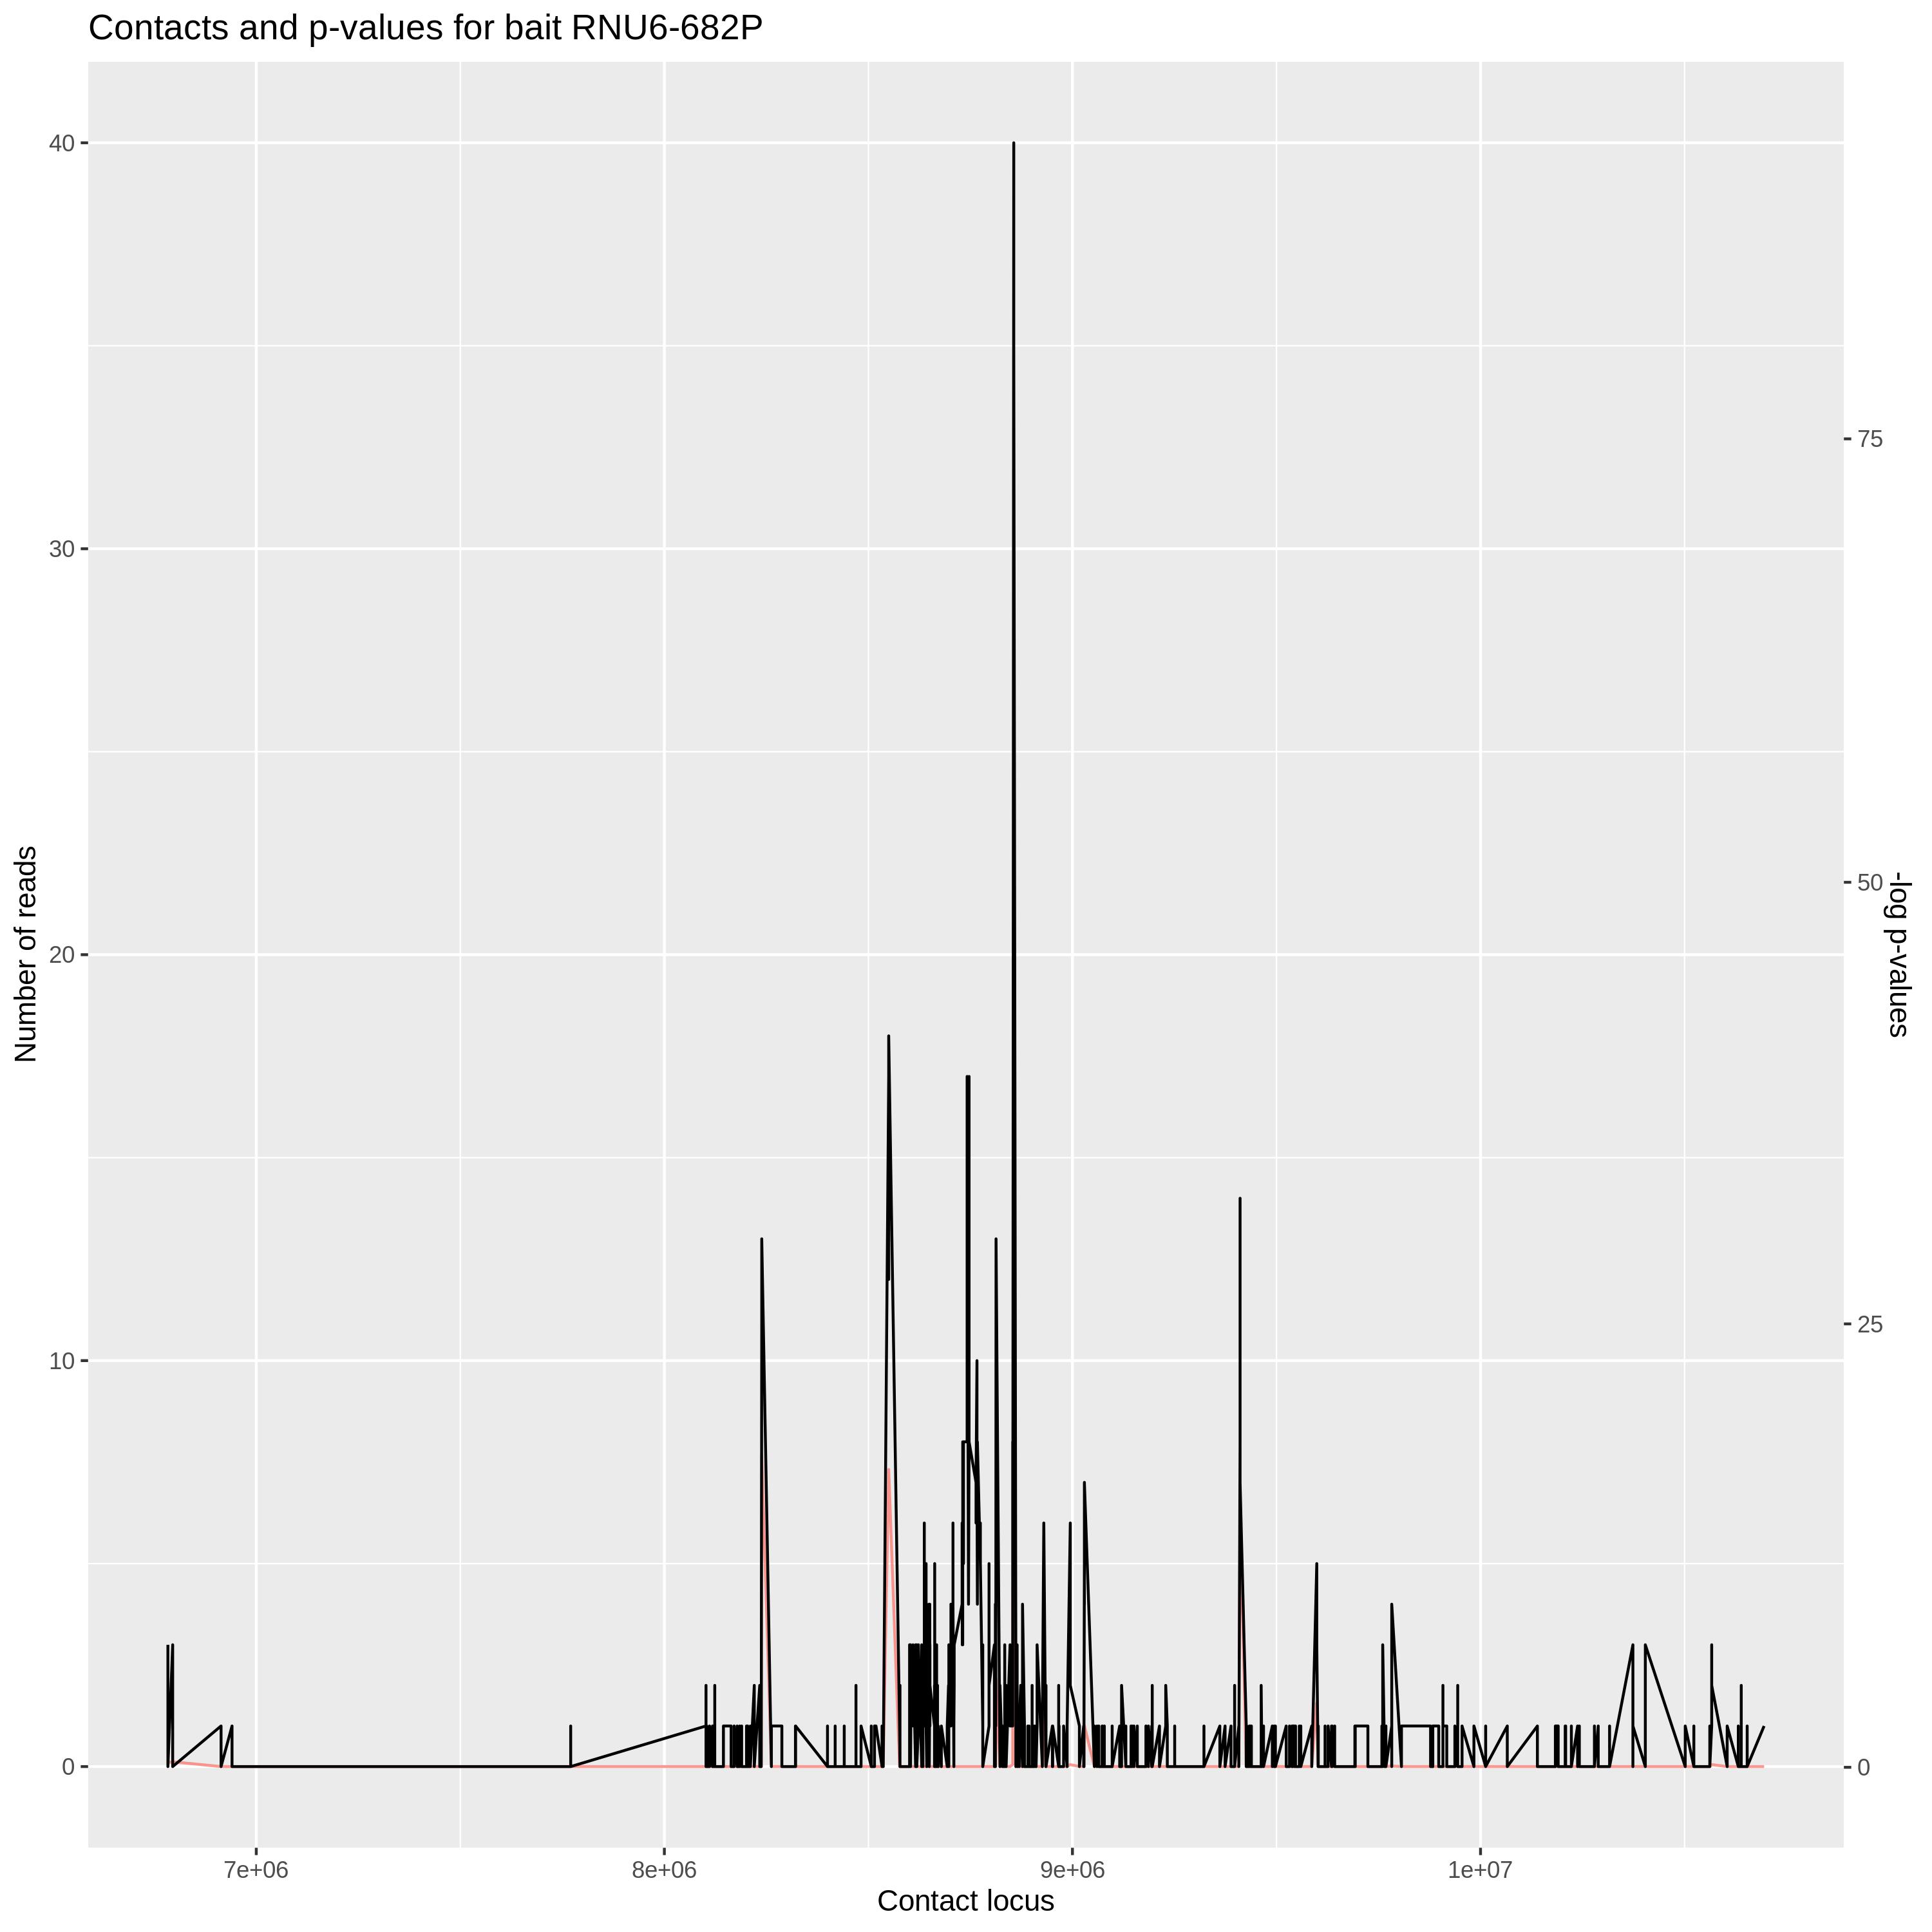 Contacts and p-values for bait RNU6-682P
40
30
20
10
0
75
50
25
0
Number of reads
-log p-values
7e+06
8e+06
9e+06
1e+07
Contact locus